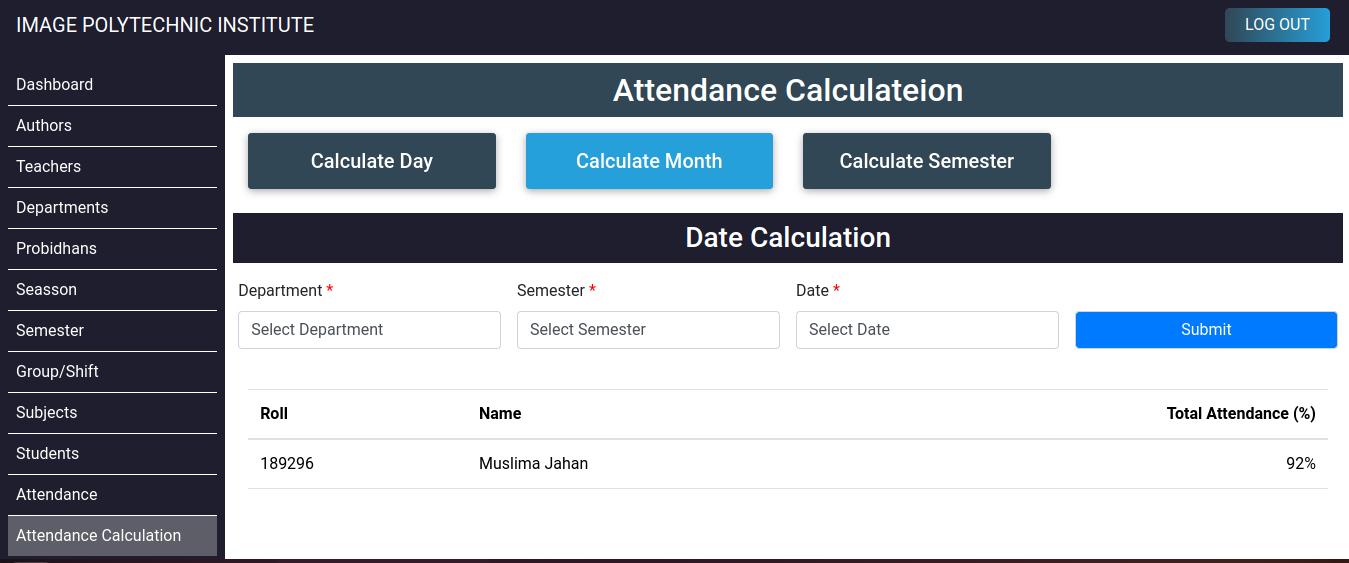 IMAGE POLYTECHNIC INSTITUTE
LOG OUT
Dashboard
Authors
Teachers
Departments
Probidhans
Seasson
Semester
Group/Shift
Subjects
Students
Attendance
Attendance Calculation
Attendance Calculateion
Calculate Day
Calculate Month
Calculate Semester
Date Calculation
Department *
Semester *
Date *
Select Department
Select Semester
Select Date
Submit
Roll Name Total Attendance (%)
189296 Muslima Jahan 92%